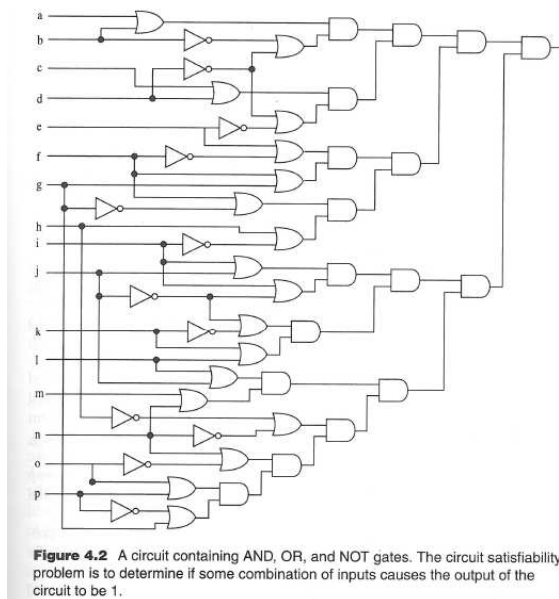 a
b
c
d
e
f
g
h
i
j
k
l
m
n
o
p
Figure 4.2 A circuit containing AND, OR, and NOT gates. The circuit satisfiability
problem is to determine if some combination of inputs causes the output of the
circuit to be 1.